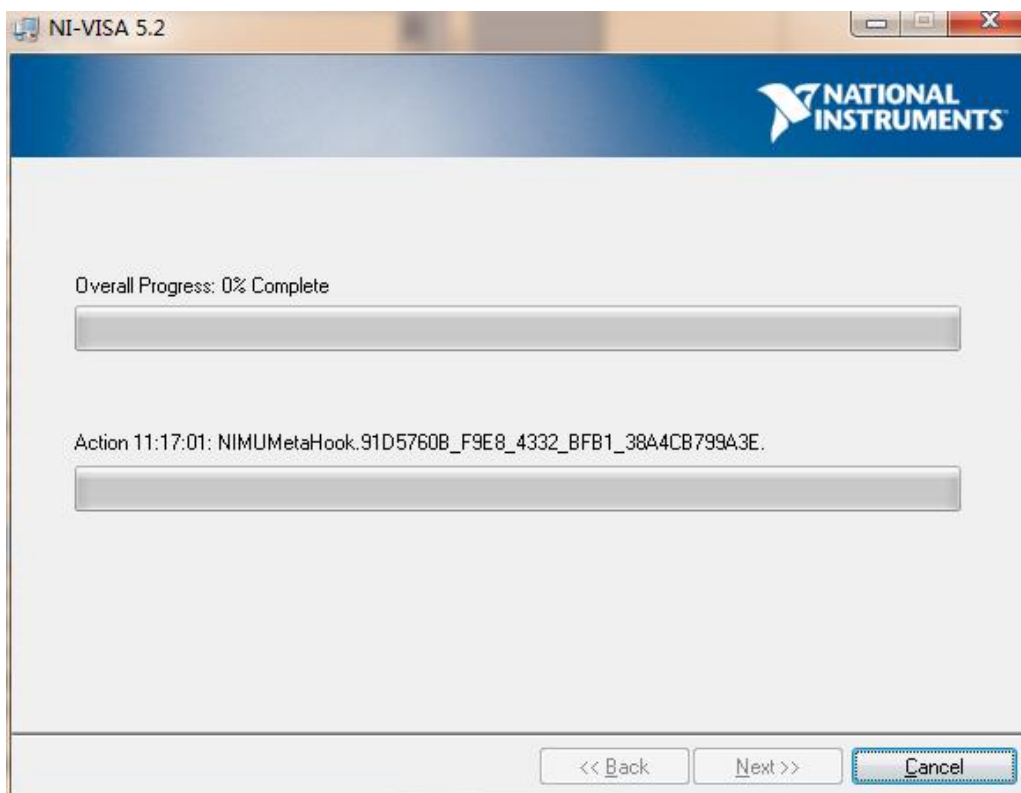 NI-VISA 5.2
NATIONAL
INSTRUMENTS
Overall Progress: 0% Complete
Action 11:17:01: NIMUMetaHook.91D5760B_F9E8_4332_BFB1_38A4CB799A3E.
<< Back Next >> Cancel